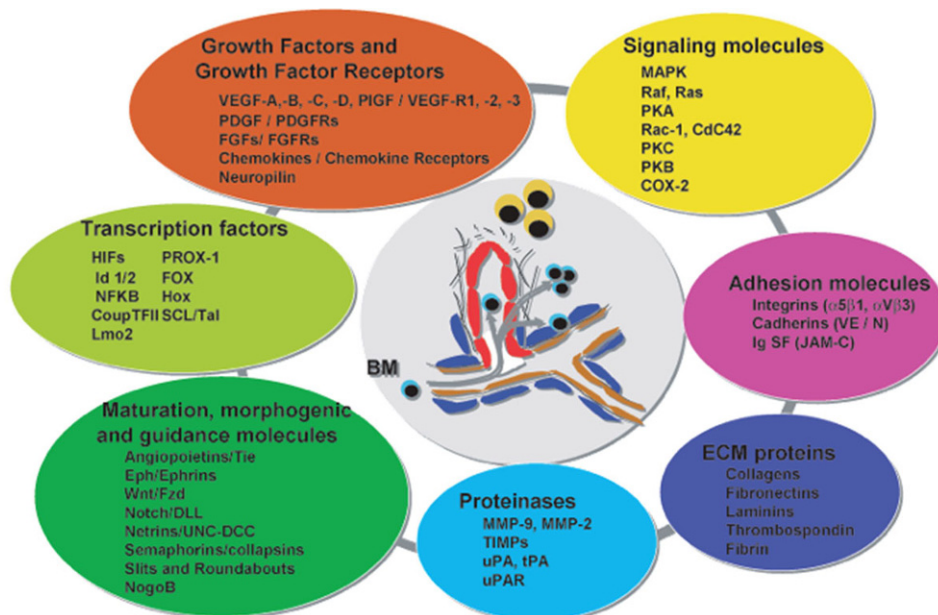 Growth Factors and
Growth Factor Receptors
VEGF-A,-B, -C, -D, PlGF / VEGF-R1, -2, -3
PDGF / PDGFRs
FGFs/ FGFRs
Chemokines / Chemokine Receptors
Neuropilin
Signaling molecules
MAPK
Raf, Ras
PKA
Rac-1, CdC42
PKC
PKB
COX-2
Transcription factors
HIFs PROX-1
Id 1/2 FOX
NFKB Hox
CoupTFII SCL/Tal
Lmo2
Adhesion molecules
Integrins (α5β1, αVβ3)
Cadherins (VE / N)
Ig SF (JAM-C)
BM
Maturation, morphogenic
and guidance molecules
Angiopoietins/Tie
Eph/Ephrins
Wnt/Fzd
Notch/DLL
Netrins/UNC-DCC
Semaphorins/collapsins
Slits and Roundabouts
NogoB
Proteinases
MMP-9, MMP-2
TIMPs
uPA, tPA
uPAR
ECM proteins
Collagens
Fibronectins
Laminins
Thrombospondin
Fibrin